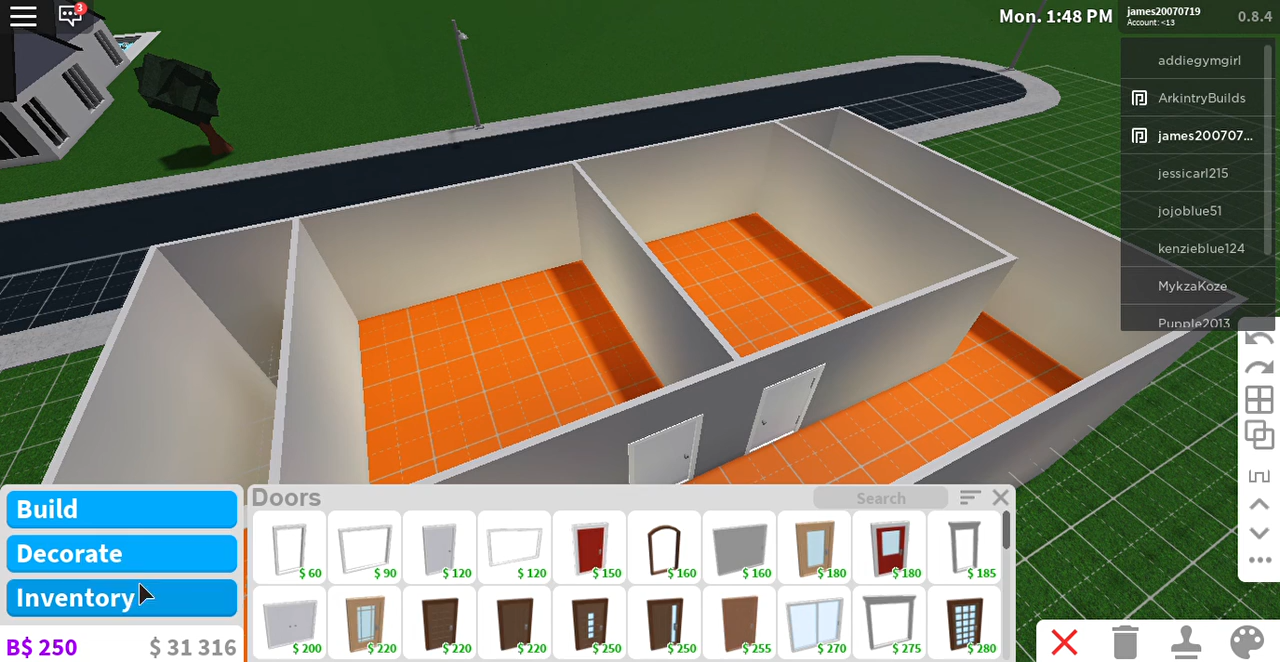 3
Mon. 1:48 PM
james20070719
Account: <13
0.8.4
addiegymgirl
ArkintryBuilds
james200707...
jessicarl215
jojoblue51
kenzieblue124
MykzaKoze
Pupple2013
Build
Decorate
Inventory
B$ 250
$ 31 316
Doors
Search
$ 60
$ 90
$ 120
$ 120
$ 150
$ 160
$ 160
$ 180
$ 180
$ 185
$ 200
$ 220
$ 220
$ 220
$ 250
$ 250
$ 255
$ 270
$ 275
$ 280